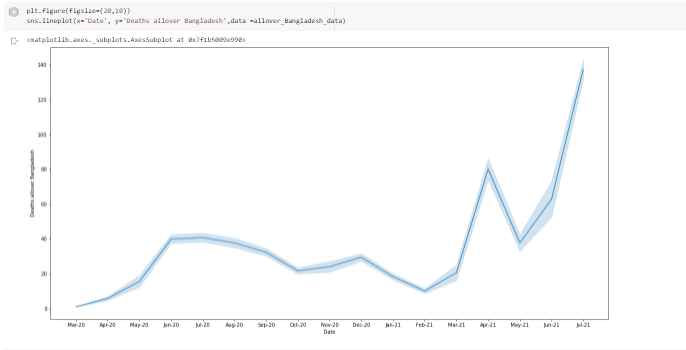 plt.figure(figsize=(20,10))
sns.lineplot(x='Date', y='Deaths allover Bangladesh',data =allover_Bangladesh_data)
<matplotlib.axes._subplots.AxesSubplot at 0x7f1b5009e990>
140
120
100
80
60
40
20
0
Deaths allover Bangladesh
Mar-20 Apr-20 May-20 Jun-20 Jul-20 Aug-20 Sep-20 Oct-20 Nov-20 Dec-20 Jan-21 Feb-21 Mar-21 Apr-21 May-21 Jun-21 Jul-21
Date